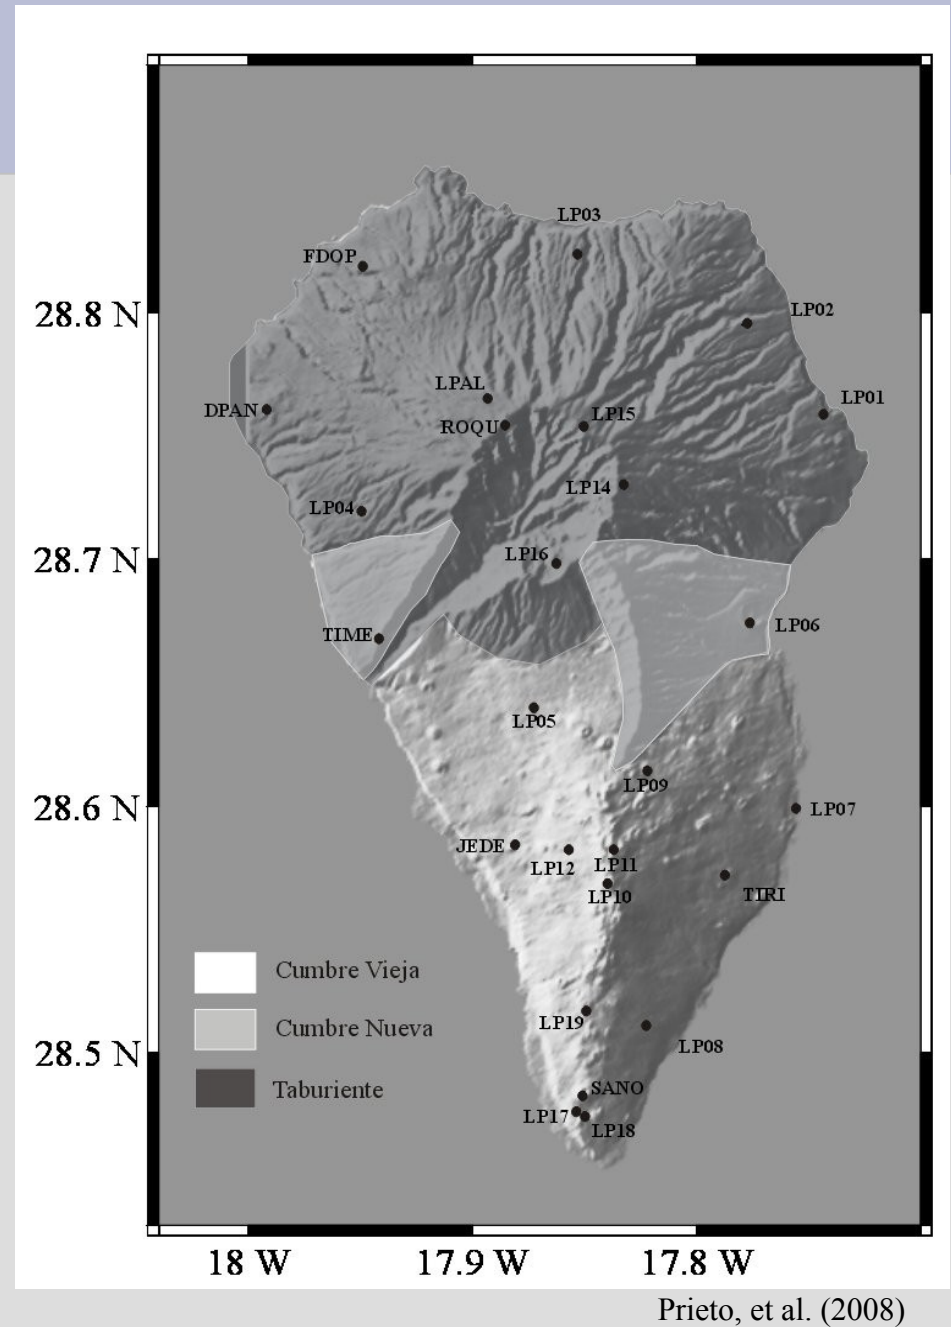 LP03
FDOP
28.8 N
LP02
LPAL
LP01
DPAN
LP15
ROQU
LP14
LP04
28.7 N
LP16
LP06
TIME
LP05
LP09
28.6 N
LP07
JEDE
LP12
LP11
LP10
TIRI
Cumbre Vieja
LP19
Cumbre Nueva
LP08
28.5 N
Taburiente
SANO
LP17
LP18
18 W
17.9 W
17.8 W
Prieto, et al. (2008)